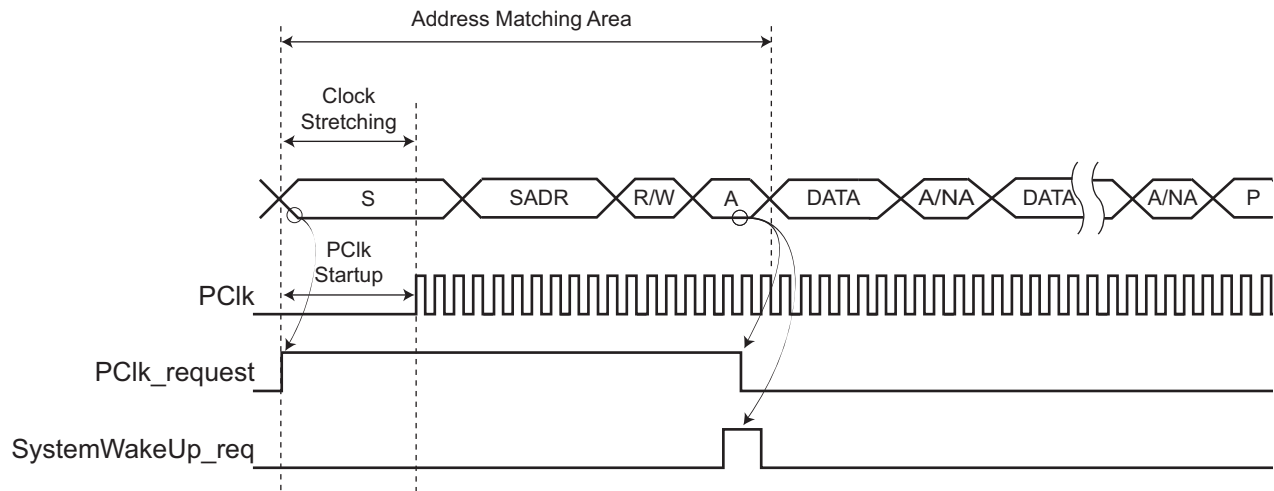 Address Matching Area
Clock
Stretching
S
SADR
R/W
A
DATA
A/NA
DATA
A/NA
P
PClk
Startup
PClk
PClk_request
SystemWakeUp_req